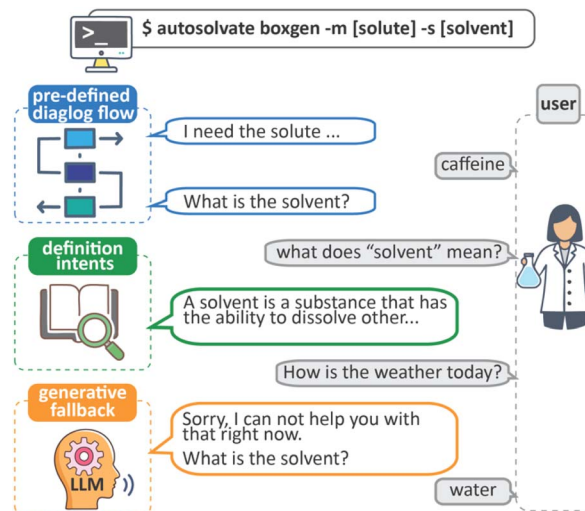 >_
$ autosolvate boxgen -m [solute] -s [solvent]
pre-defined
diaglog flow
I need the solute ...
user
caffeine
What is the solvent?
definition
intents
what does “solvent” mean?
A solvent is a substance that has
the ability to dissolve other...
How is the weather today?
generative
fallback
Sorry, I can not help you with
that right now.
What is the solvent?
LLM
water